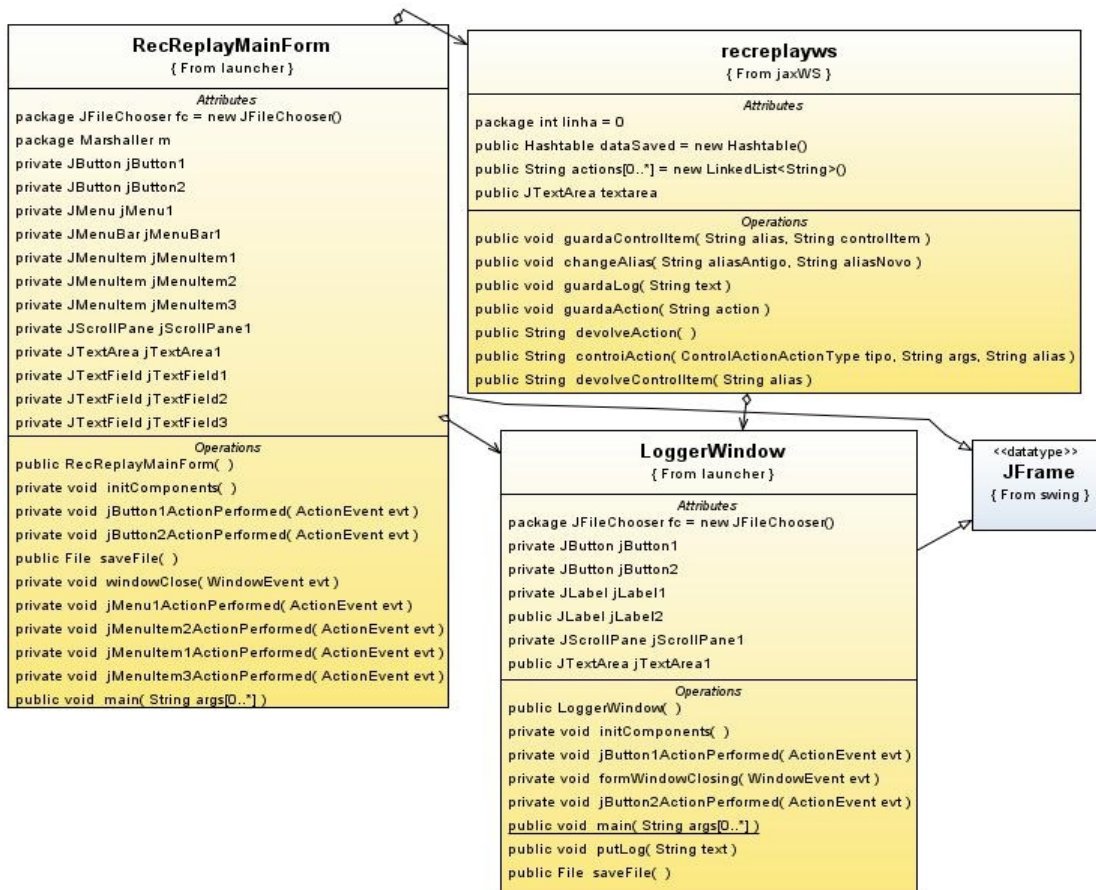 RecReplayMainForm
{ From launcher }
Attributes
package JFileChooser fc = new JFileChooser()
package Marshaller m
private JButton jButton1
private JButton jButton2
private JMenu jMenu1
private JMenuBar jMenuBar1
private JMenuItem jMenuItem1
private JMenuItem jMenuItem2
private JMenuItem jMenuItem3
private JScrollPane jScrollPane1
private JTextArea jTextArea1
private JTextField jTextField1
private JTextField jTextField2
private JTextField jTextField3
Operations
public RecReplayMainForm( )
private void initComponents( )
private void jButton1ActionPerformed( ActionEvent evt )
private void jButton2ActionPerformed( ActionEvent evt )
public File saveFile( )
private void windowClose( WindowEvent evt )
private void jMenu1ActionPerformed( ActionEvent evt )
private void jMenuItem2ActionPerformed( ActionEvent evt )
private void jMenuItem1ActionPerformed( ActionEvent evt )
private void jMenuItem3ActionPerformed( ActionEvent evt )
public void main( String args[0..*] )
recreplayws
{ From jaxWS }
Attributes
package int linha = 0
public Hashtable dataSaved = new Hashtable()
public String actions[0..*] = new LinkedList<String>()
public JTextArea textarea
Operations
public void guardaControlItem( String alias, String controlItem )
public void changeAlias( String aliasAntigo, String aliasNovo )
public void guardaLog( String text )
public void guardaAction( String action )
public String devolveAction( )
public String controiAction( ControlActionActionType tipo, String args, String alias )
public String devolveControlItem( String alias )
LoggerWindow
{ From launcher }
Attributes
package JFileChooser fc = new JFileChooser()
private JButton jButton1
private JButton jButton2
private JLabel jLabel1
public JLabel jLabel2
private JScrollPane jScrollPane1
public JTextArea jTextArea1
Operations
public LoggerWindow( )
private void initComponents( )
private void jButton1ActionPerformed( ActionEvent evt )
private void formWindowClosing( WindowEvent evt )
private void jButton2ActionPerformed( ActionEvent evt )
public void main( String args[0..*] )
public void putLog( String text )
public File saveFile( )
<<datatype>>
JFrame
{ From swing }